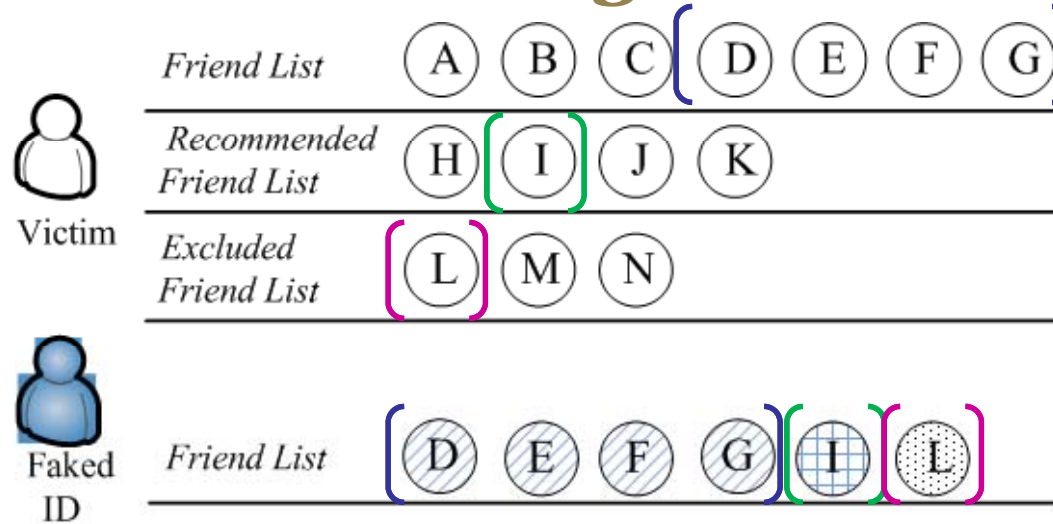 Friend List A B C D E F G
Recommended
Friend List
H I J K
Victim
Excluded
Friend List
L M N
Faked
ID
Friend List D E F G I L